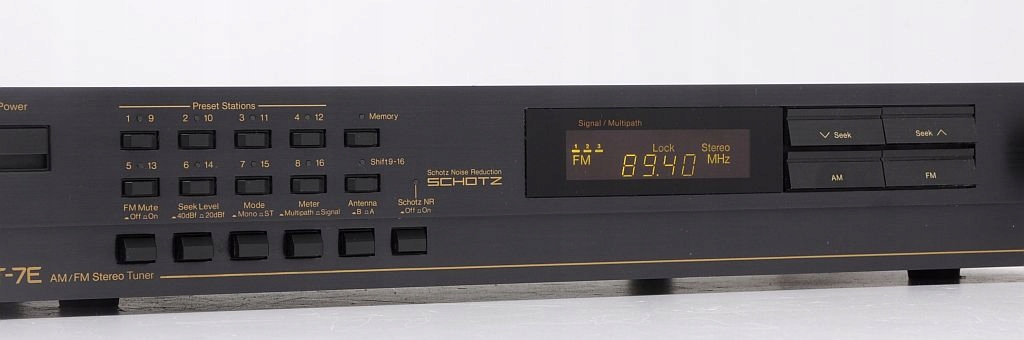 Power
Preset Stations
1 9 2 10 3 11 4 12 Memory
5 13 6 14 7 15 8 16 Shift 9-16
Schotz Noise Reduction
SCHOTZ
FM Mute Seek Level Mode Meter Antenna Schotz NR
Off On 40dBf 20dBf Mono ST Multipath Signal B A Off On
T-7E AM/FM Stereo Tuner
Signal / Multipath
1 2 3 Lock Stereo
FM 89.40 MHz
Seek Seek
AM FM